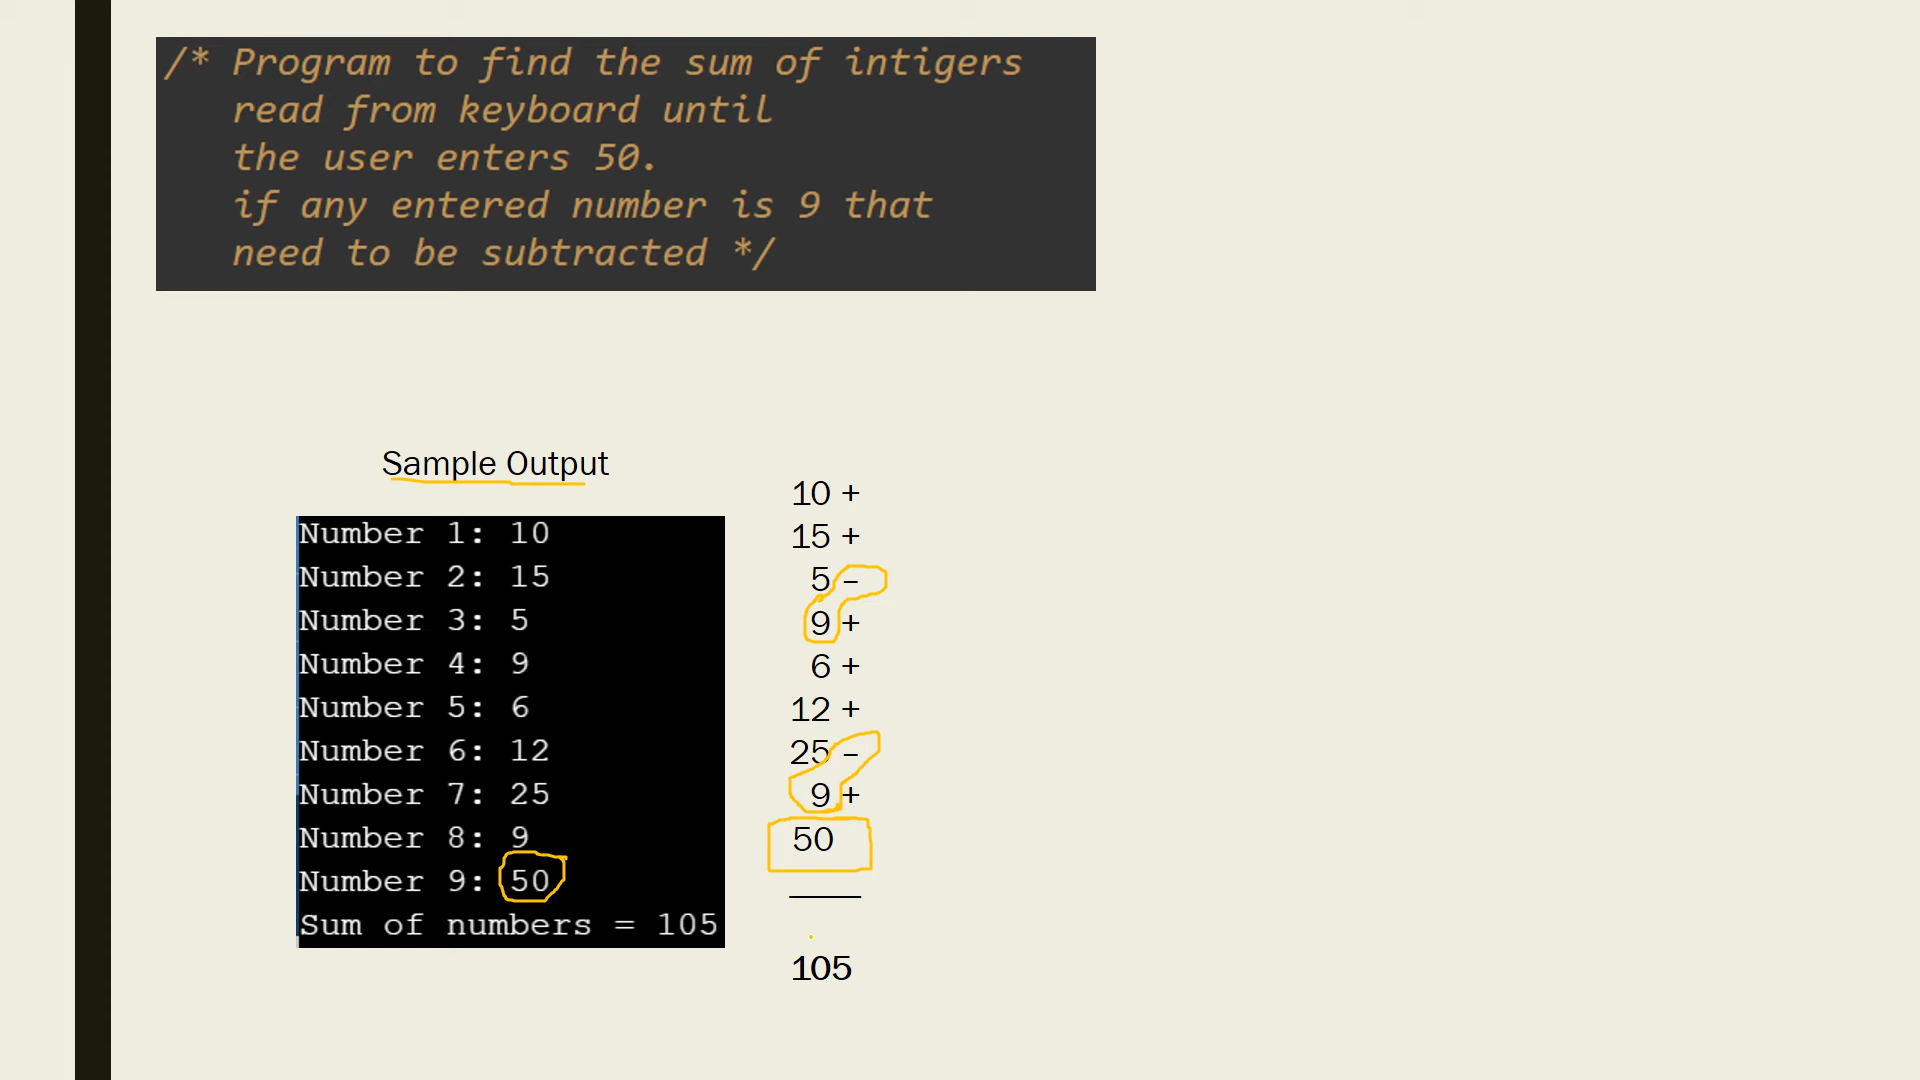 /* Program to find the sum of intigers
read from keyboard until
the user enters 50.
if any entered number is 9 that
need to be subtracted */
Sample Output
Number 1: 10
Number 2: 15
Number 3: 5
Number 4: 9
Number 5: 6
Number 6: 12
Number 7: 25
Number 8: 9
Number 9: 50
Sum of numbers = 105
10 +
15 +
5 –
9 +
6 +
12 +
25 –
9 +
50
105